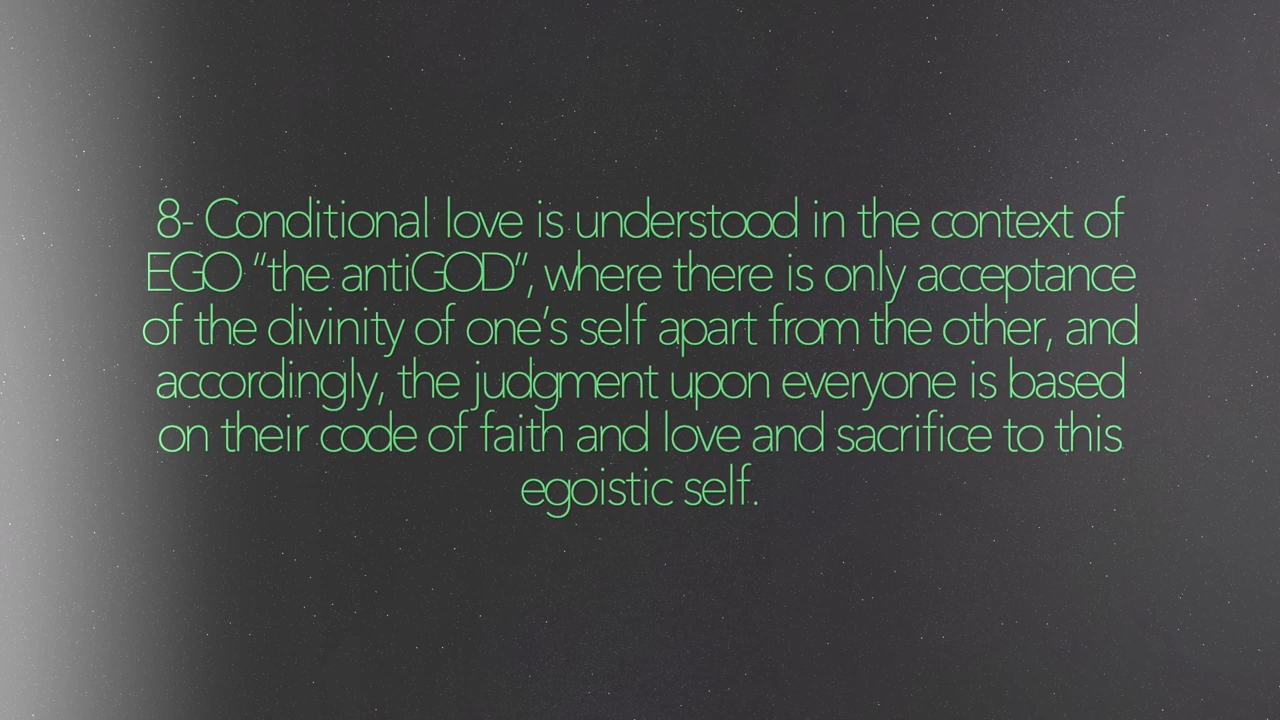 8- Conditional love is understood in the context of
EGO “the antiGOD”, where there is only acceptance
of the divinity of one’s self apart from the other, and
accordingly, the judgment upon everyone is based
on their code of faith and love and sacrifice to this
egoistic self.